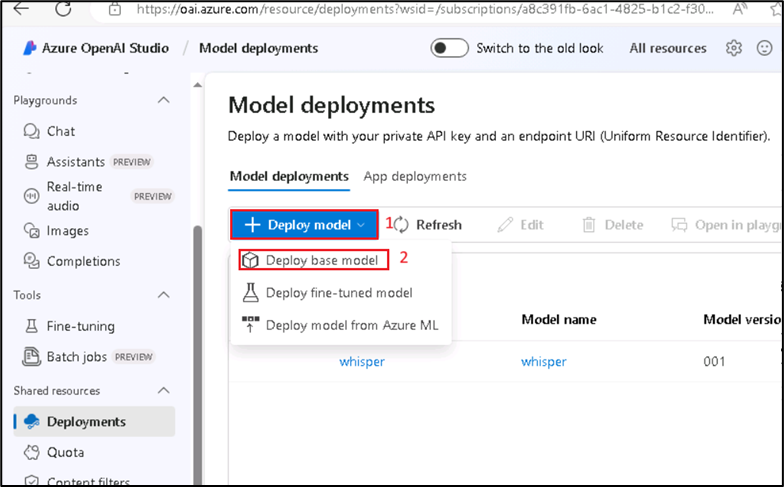 https://oai.azure.com/resource/deployments?wsid=/subscriptions/a8c391fb-6ac1-4825-b1c2-f30...
Azure OpenAI Studio / Model deployments
Switch to the old look
All resources
Playgrounds
Chat
Assistants PREVIEW
Real-time audio PREVIEW
Images
Completions
Tools
Fine-tuning
Batch jobs PREVIEW
Shared resources
Deployments
Quota
Content filters
Model deployments
Deploy a model with your private API key and an endpoint URI (Uniform Resource Identifier).
Model deployments App deployments
+ Deploy model 1 Refresh Edit Delete Open in playg
Deploy base model 2
Deploy fine-tuned model
Deploy model from Azure ML
Model name Model versio
whisper whisper 001